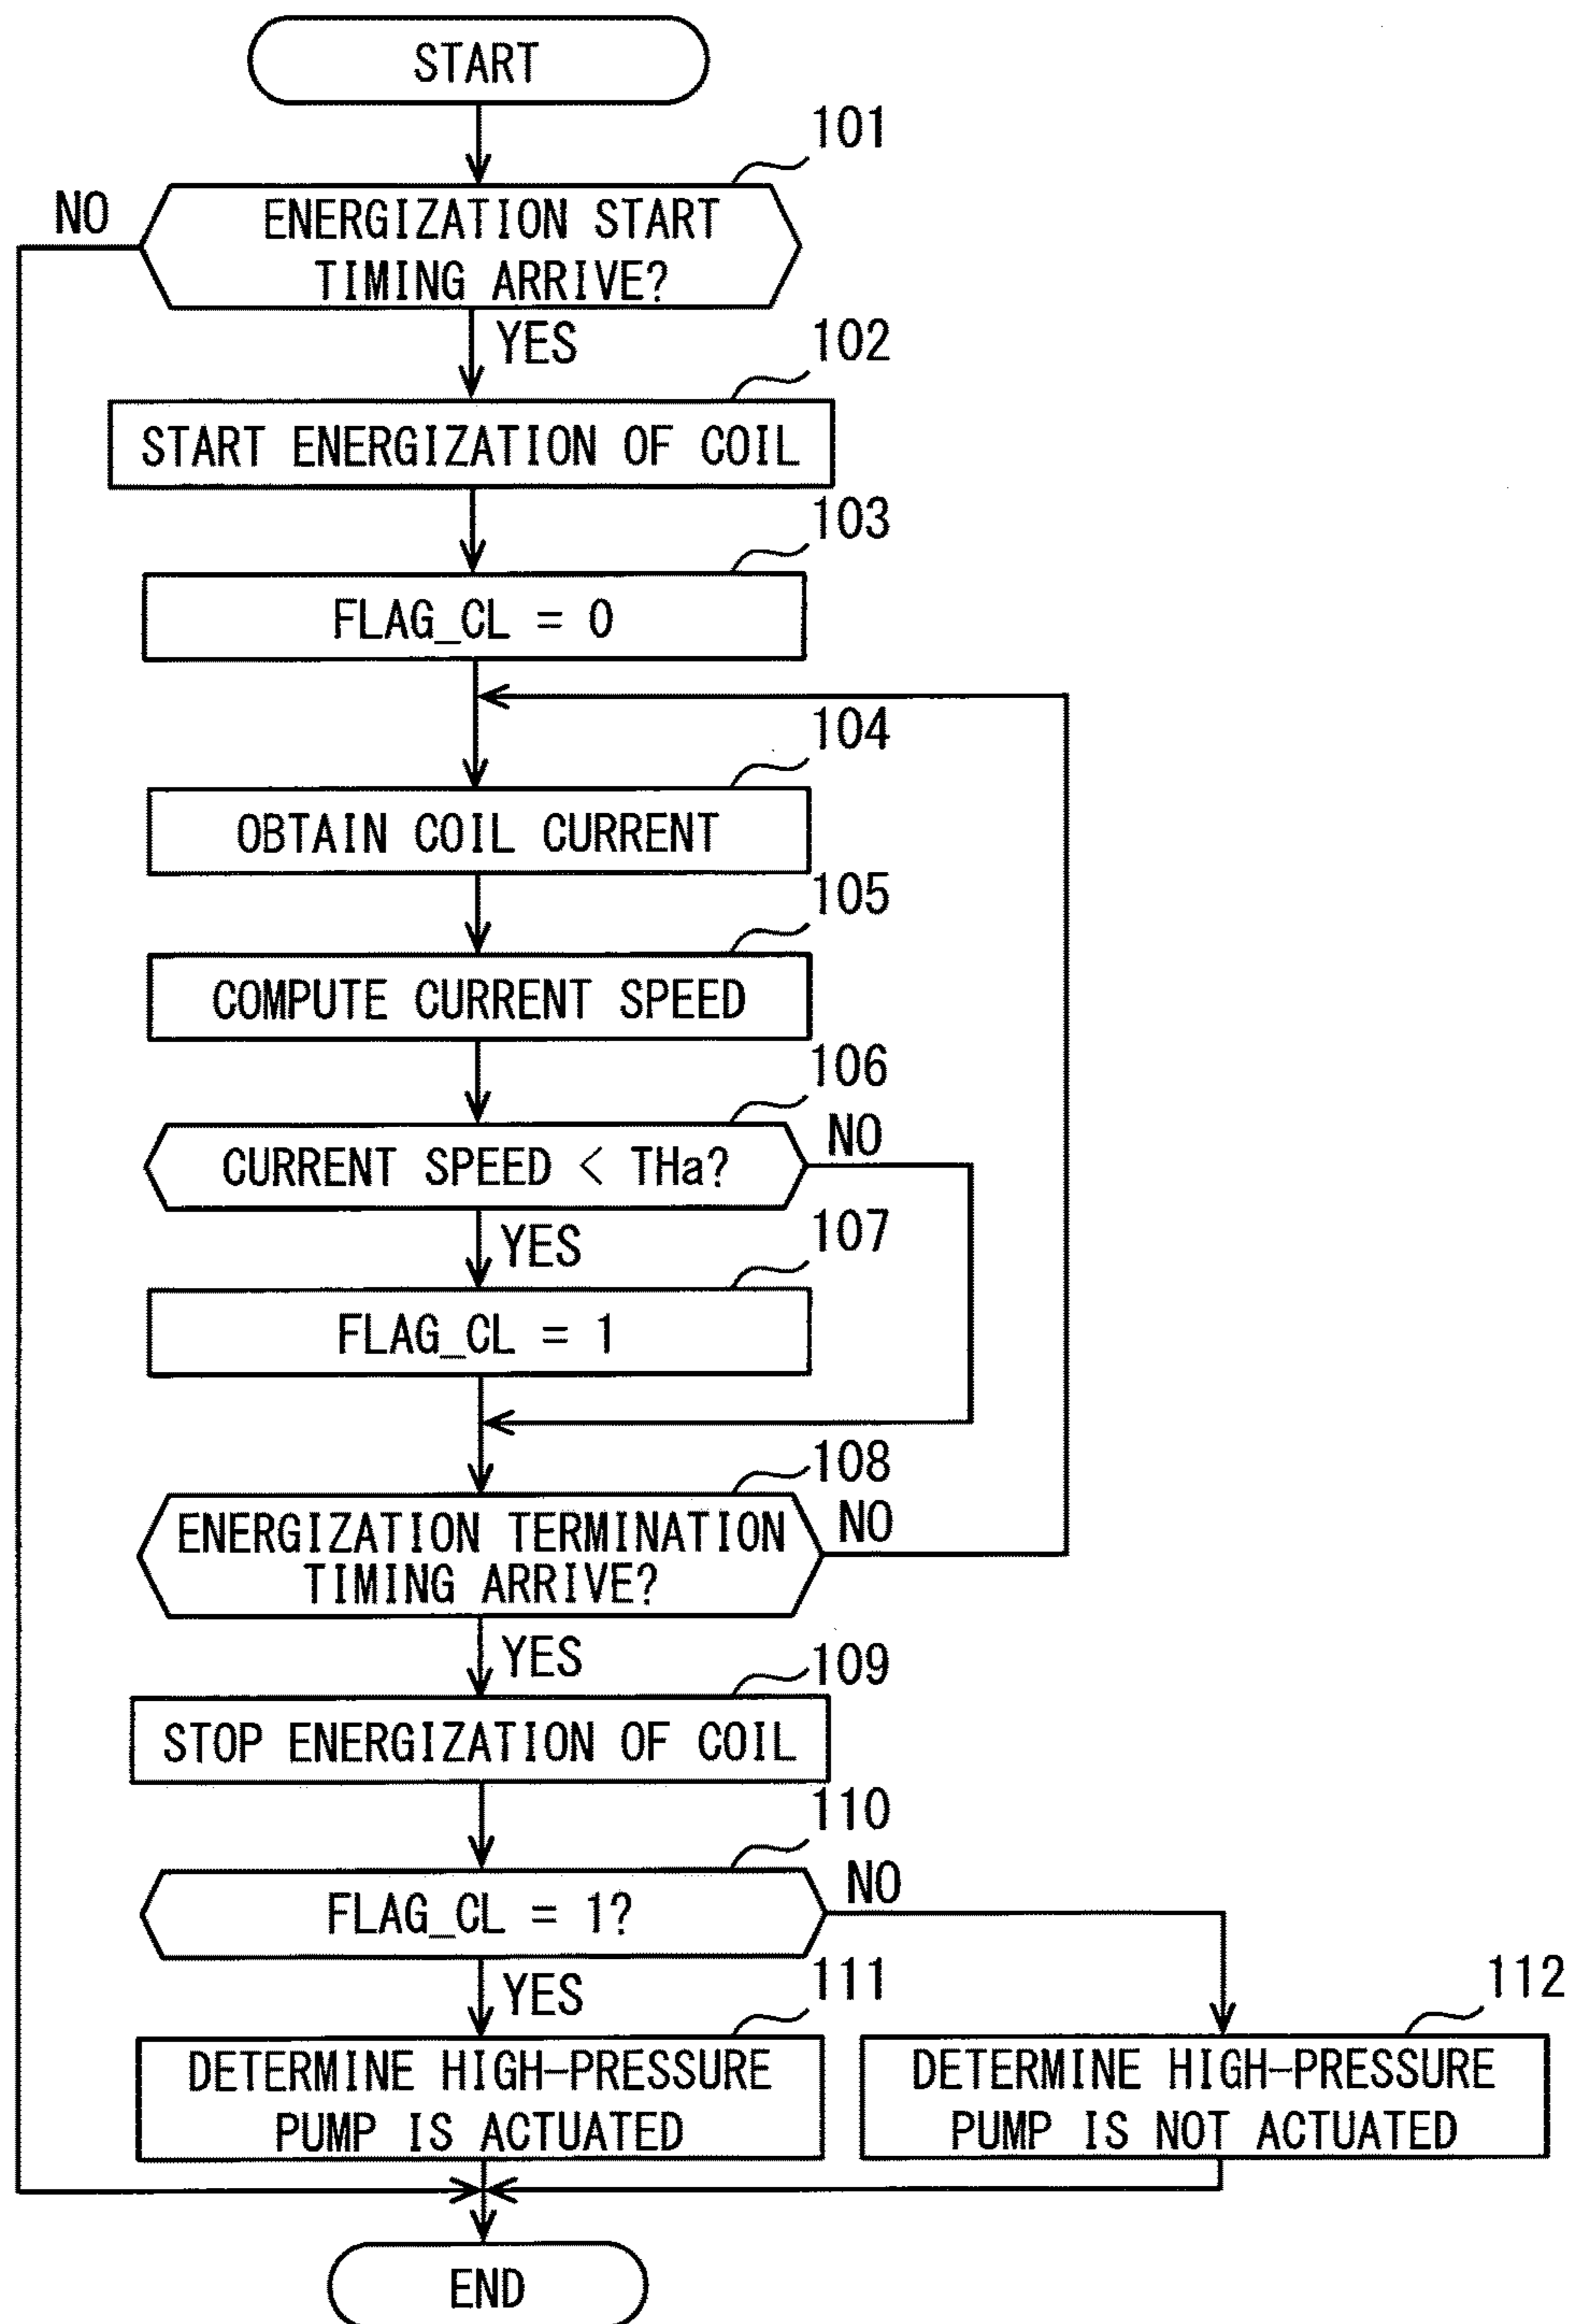 START
101
NO
ENERGIZATION START
TIMING ARRIVE?
YES
102
START ENERGIZATION OF COIL
103
FLAG_CL = 0
104
OBTAIN COIL CURRENT
105
COMPUTE CURRENT SPEED
106
CURRENT SPEED < THa?
NO
YES
107
FLAG_CL = 1
108
ENERGIZATION TERMINATION
TIMING ARRIVE?
NO
YES
109
STOP ENERGIZATION OF COIL
110
FLAG_CL = 1?
NO
YES
111
DETERMINE HIGH-PRESSURE
PUMP IS ACTUATED
112
DETERMINE HIGH-PRESSURE
PUMP IS NOT ACTUATED
END